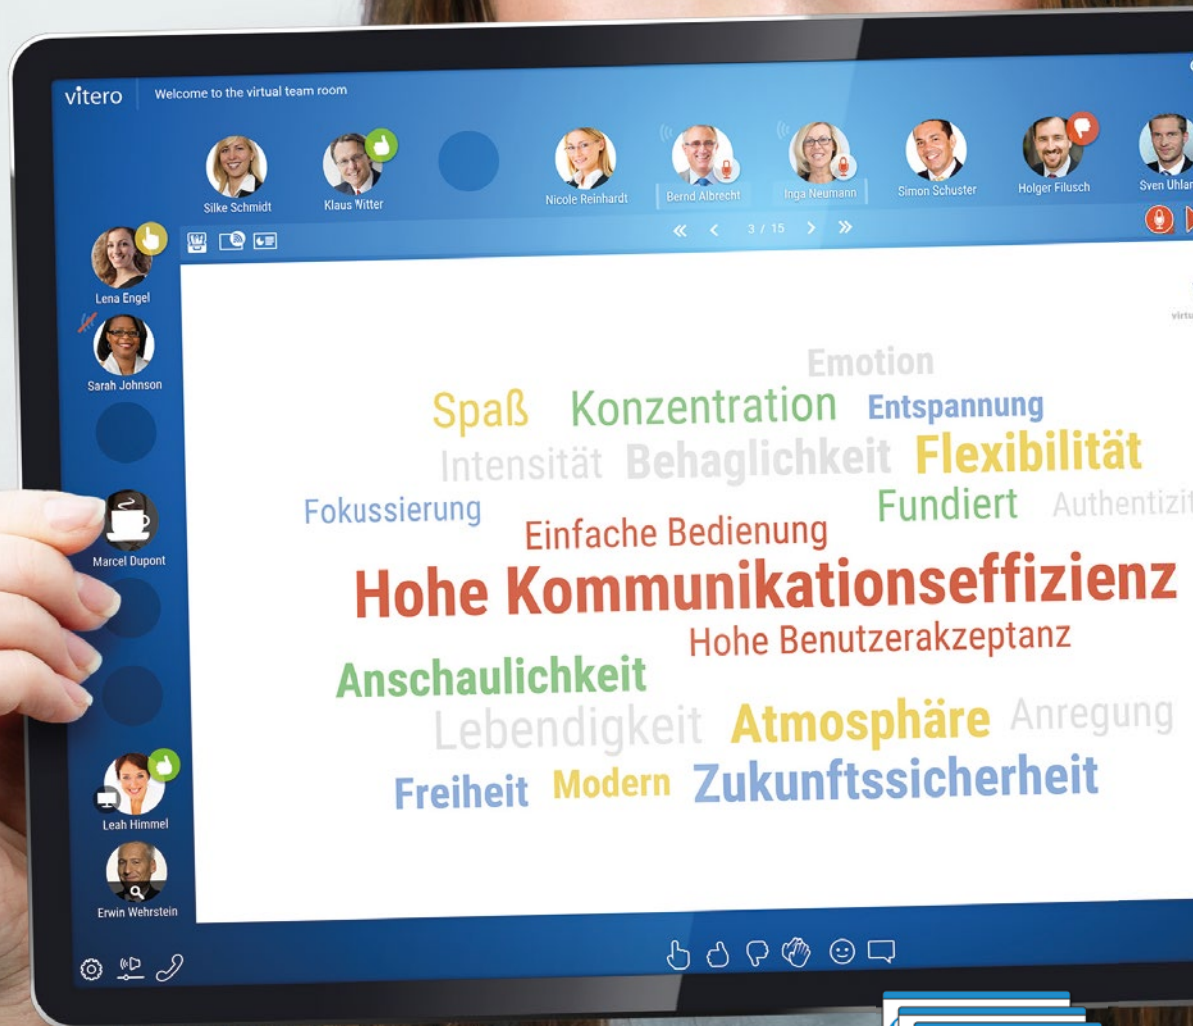 vitero Welcome to the virtual team room
Silke Schmidt
Klaus Witter
Nicole Reinhardt
Bernd Albrecht
Inga Neumann
Simon Schuster
Holger Filusch
Sven
Lena Engel
Sarah Johnson
Marcel Dupont
Leah Himmel
Erwin Wehrstein
3 / 15
Emotion
Spaß Konzentration Entspannung
Intensität Behaglichkeit Flexibilität
Fokussierung Fundiert
Einfache Bedienung
Hohe Kommunikationseffizienz
Hohe Benutzerakzeptanz
Anschaulichkeit
Lebendigkeit Atmosphäre Anregung
Freiheit Modern Zukunftssicherheit